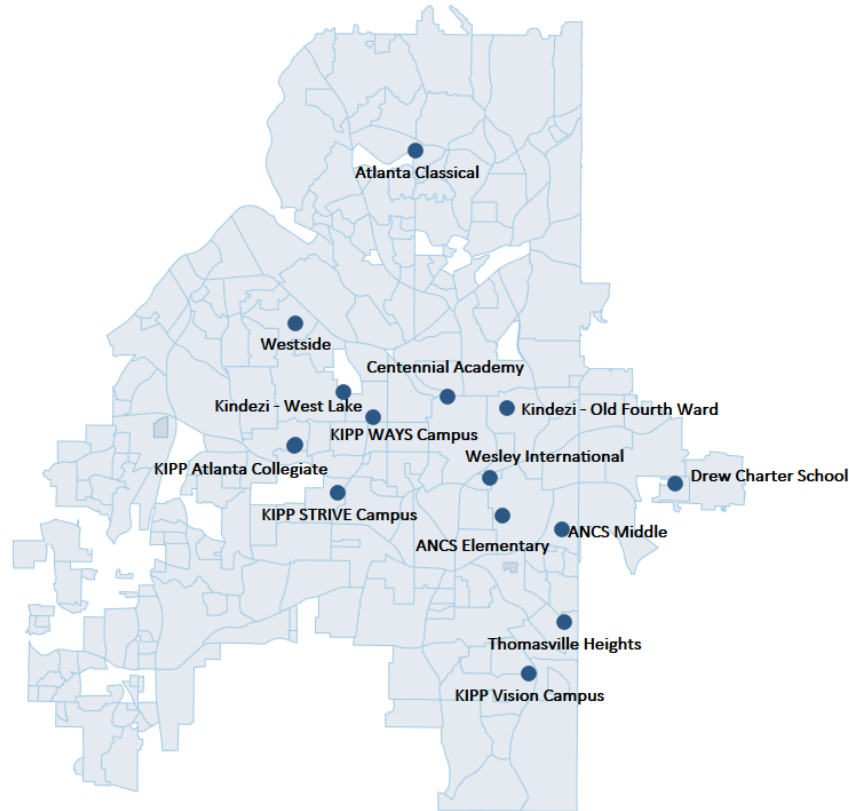 Atlanta Classical
Westside
Centennial Academy
Kindezi - West Lake
Kindezi - Old Fourth Ward
KIPP WAYS Campus
Wesley International
KIPP Atlanta Collegiate
Drew Charter School
KIPP STRIVE Campus
ANCS Middle
ANCS Elementary
Thomasville Heights
KIPP Vision Campus